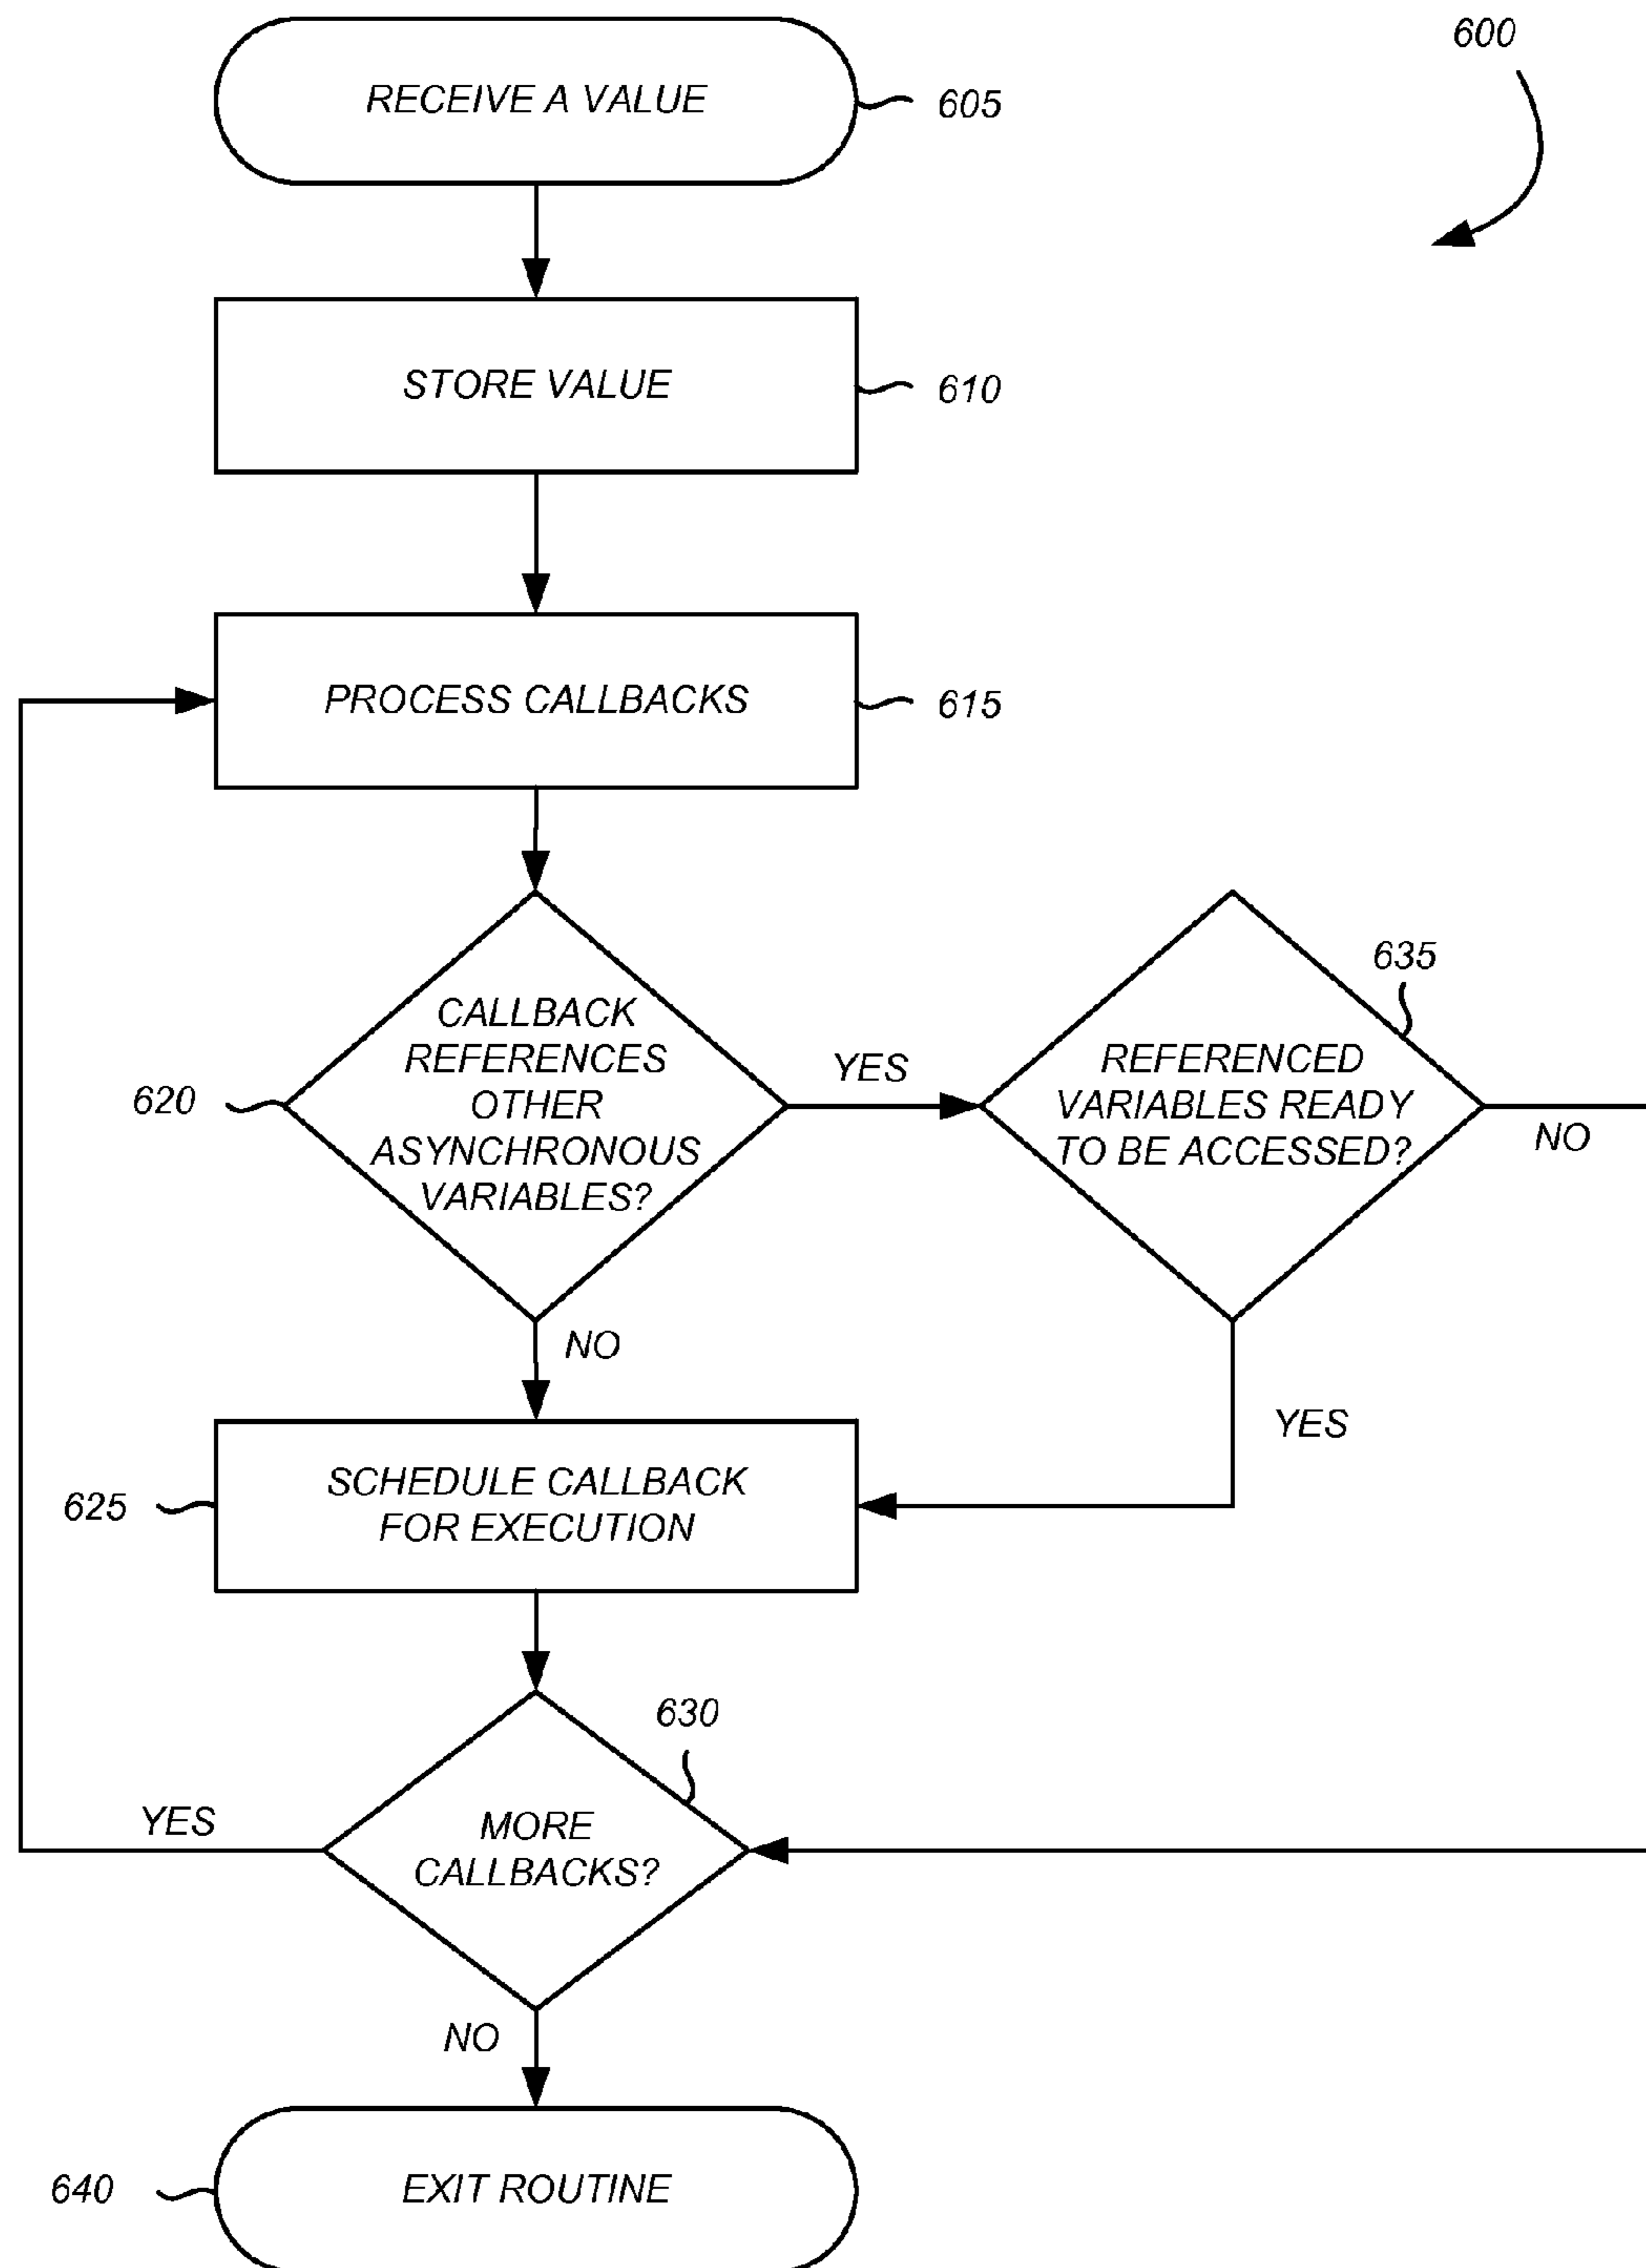 600
RECEIVE A VALUE
605
STORE VALUE
610
PROCESS CALLBACKS
615
CALLBACK
REFERENCES
OTHER
ASYNCHRONOUS
VARIABLES?
620
YES
635
REFERENCED
VARIABLES READY
TO BE ACCESSED?
NO
NO
YES
SCHEDULE CALLBACK
FOR EXECUTION
625
630
MORE
CALLBACKS?
YES
NO
EXIT ROUTINE
640